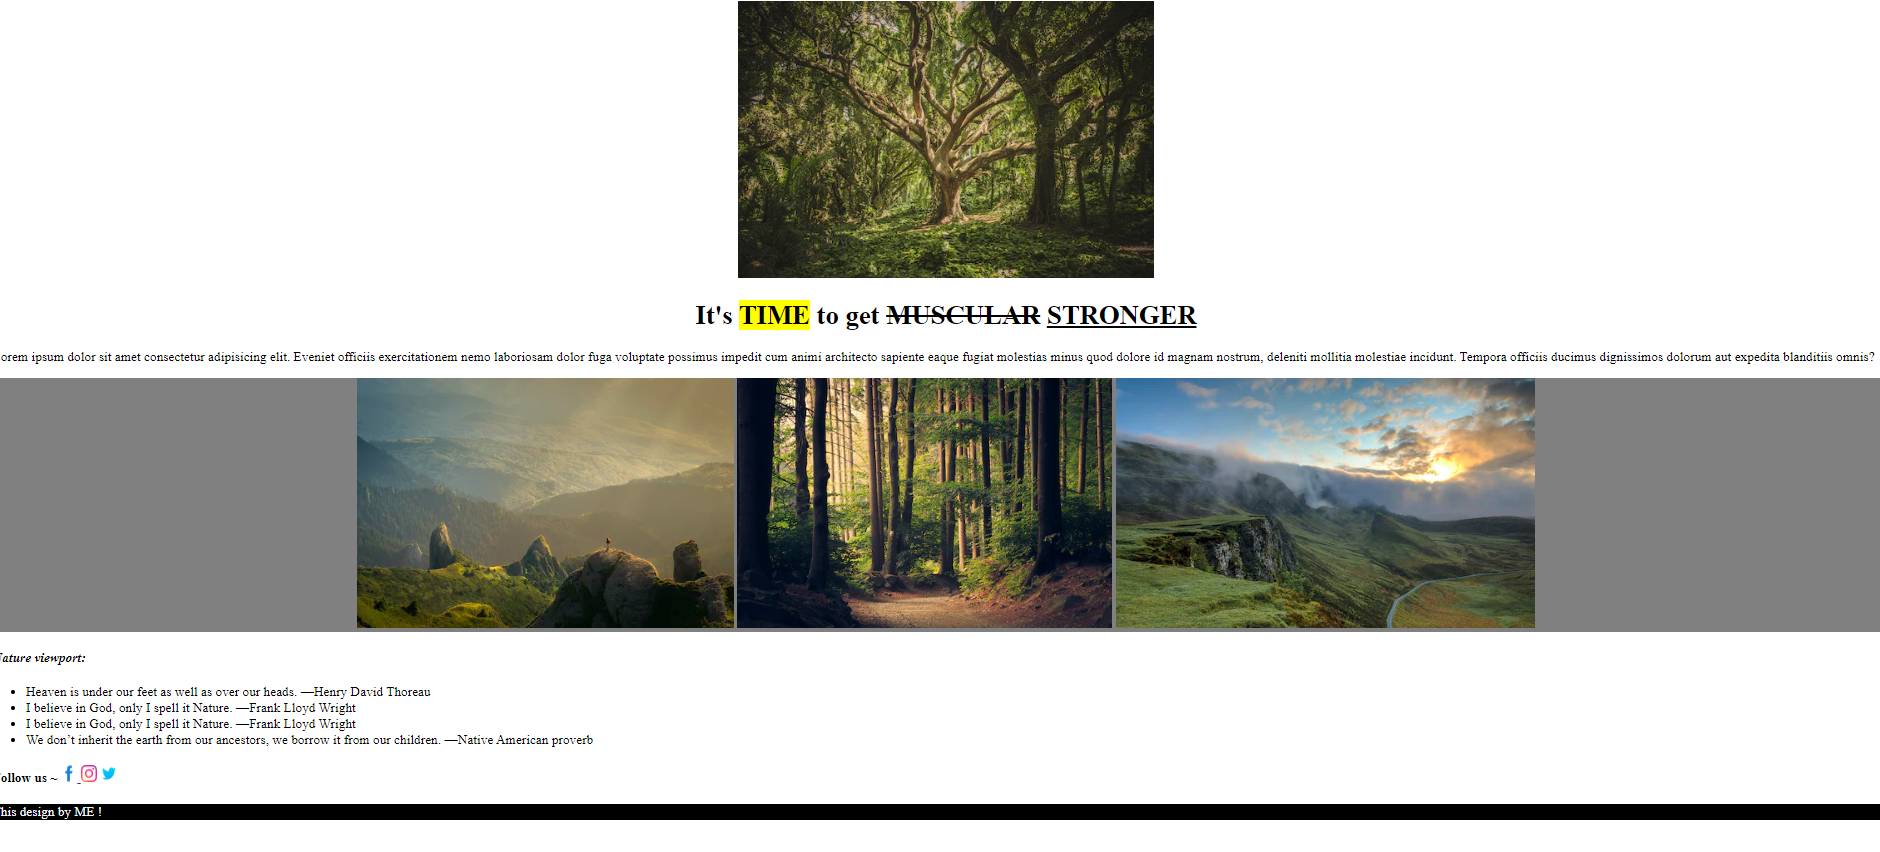 It's TIME to get MUSCULAR STRONGER
orem ipsum dolor sit amet consectetur adipisicing elit. Eveniet officiis exercitationem nemo laboriosam dolor fuga voluptate possimus impedit cum animi architecto sapiente eaque fugiat molestias minus quod dolore id magnam nostrum, deleniti mollitia molestiae incidunt. Tempora officiis ducimus dignissimos dolorum aut expedita blanditiis omnis?
Nature viewport:
• Heaven is under our feet as well as over our heads. —Henry David Thoreau
• I believe in God, only I spell it Nature. —Frank Lloyd Wright
• I believe in God, only I spell it Nature. —Frank Lloyd Wright
• We don’t inherit the earth from our ancestors, we borrow it from our children. —Native American proverb
ollow us ~
This design by ME !